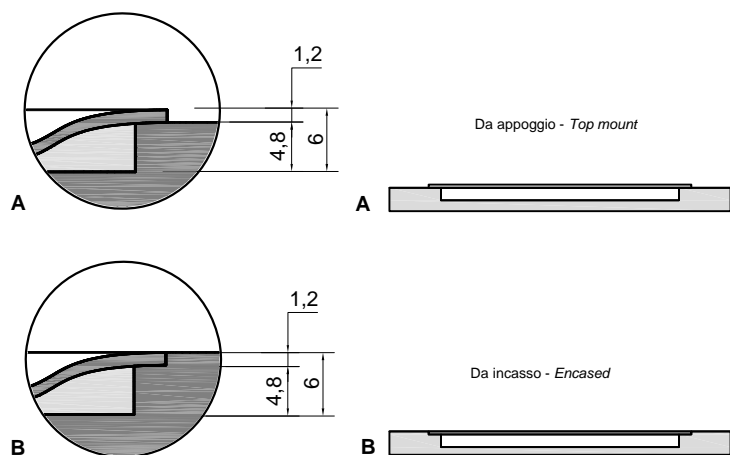 1,2
4,8
6
A
Da appoggio - Top mount
A
1,2
4,8
6
B
Da incasso - Encased
B